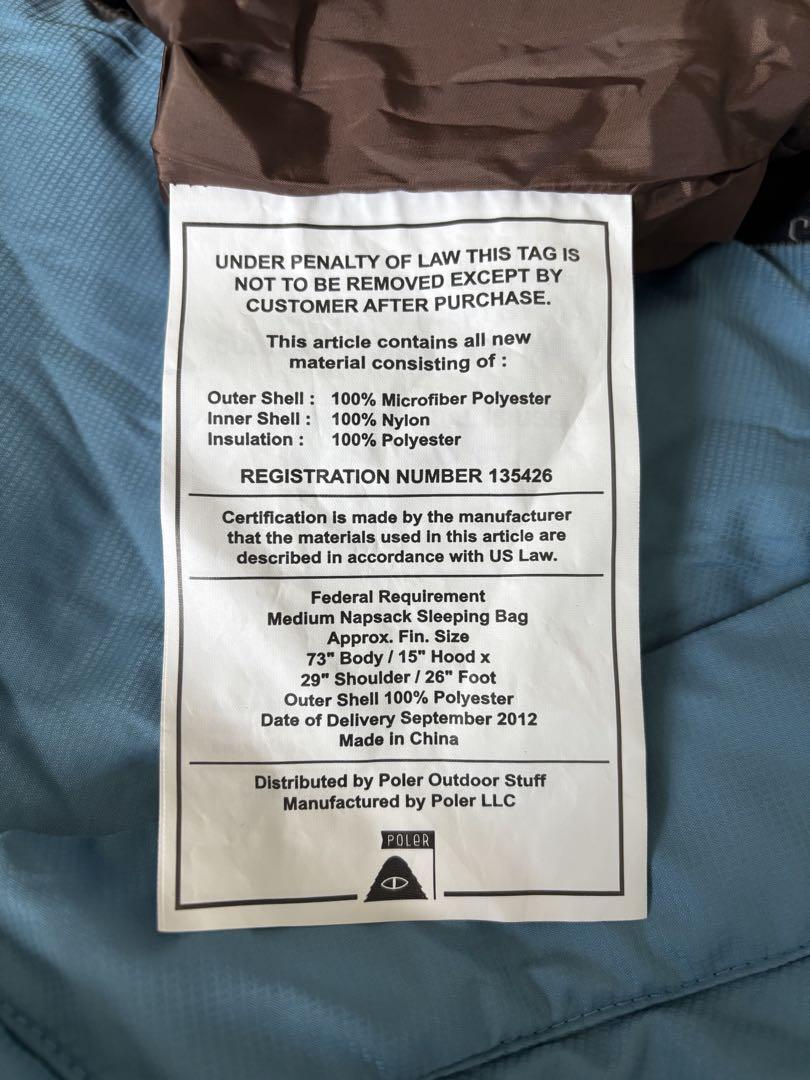 UNDER PENALTY OF LAW THIS TAG IS
NOT TO BE REMOVED EXCEPT BY
CUSTOMER AFTER PURCHASE.
This article contains all new
material consisting of :
Outer Shell : 100% Microfiber Polyester
Inner Shell : 100% Nylon
Insulation : 100% Polyester
REGISTRATION NUMBER 135426
Certification is made by the manufacturer
that the materials used in this article are
described in accordance with US Law.
Federal Requirement
Medium Napsack Sleeping Bag
Approx. Fin. Size
73" Body / 15" Hood x
29" Shoulder / 26" Foot
Outer Shell 100% Polyester
Date of Delivery September 2012
Made in China
Distributed by Poler Outdoor Stuff
Manufactured by Poler LLC
POLeR